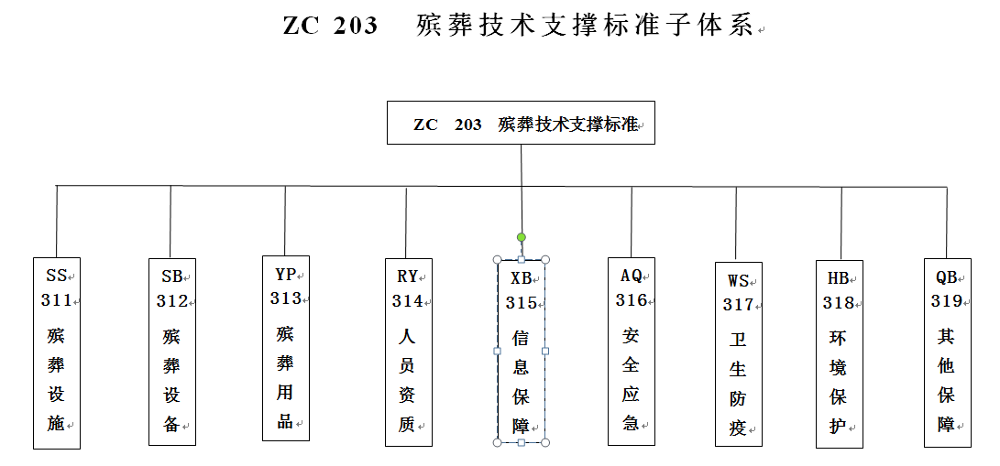 ZC 203 殡葬技术支撑标准子体系
ZC 203 殡葬技术支撑标准
SS
311
殡葬设施
SB
312
殡葬设备
YP
313
殡葬用品
RY
314
人员资质
XB
315
信息保障
AQ
316
安全应急
WS
317
卫生防疫
HB
318
环境保护
QB
319
其他保障